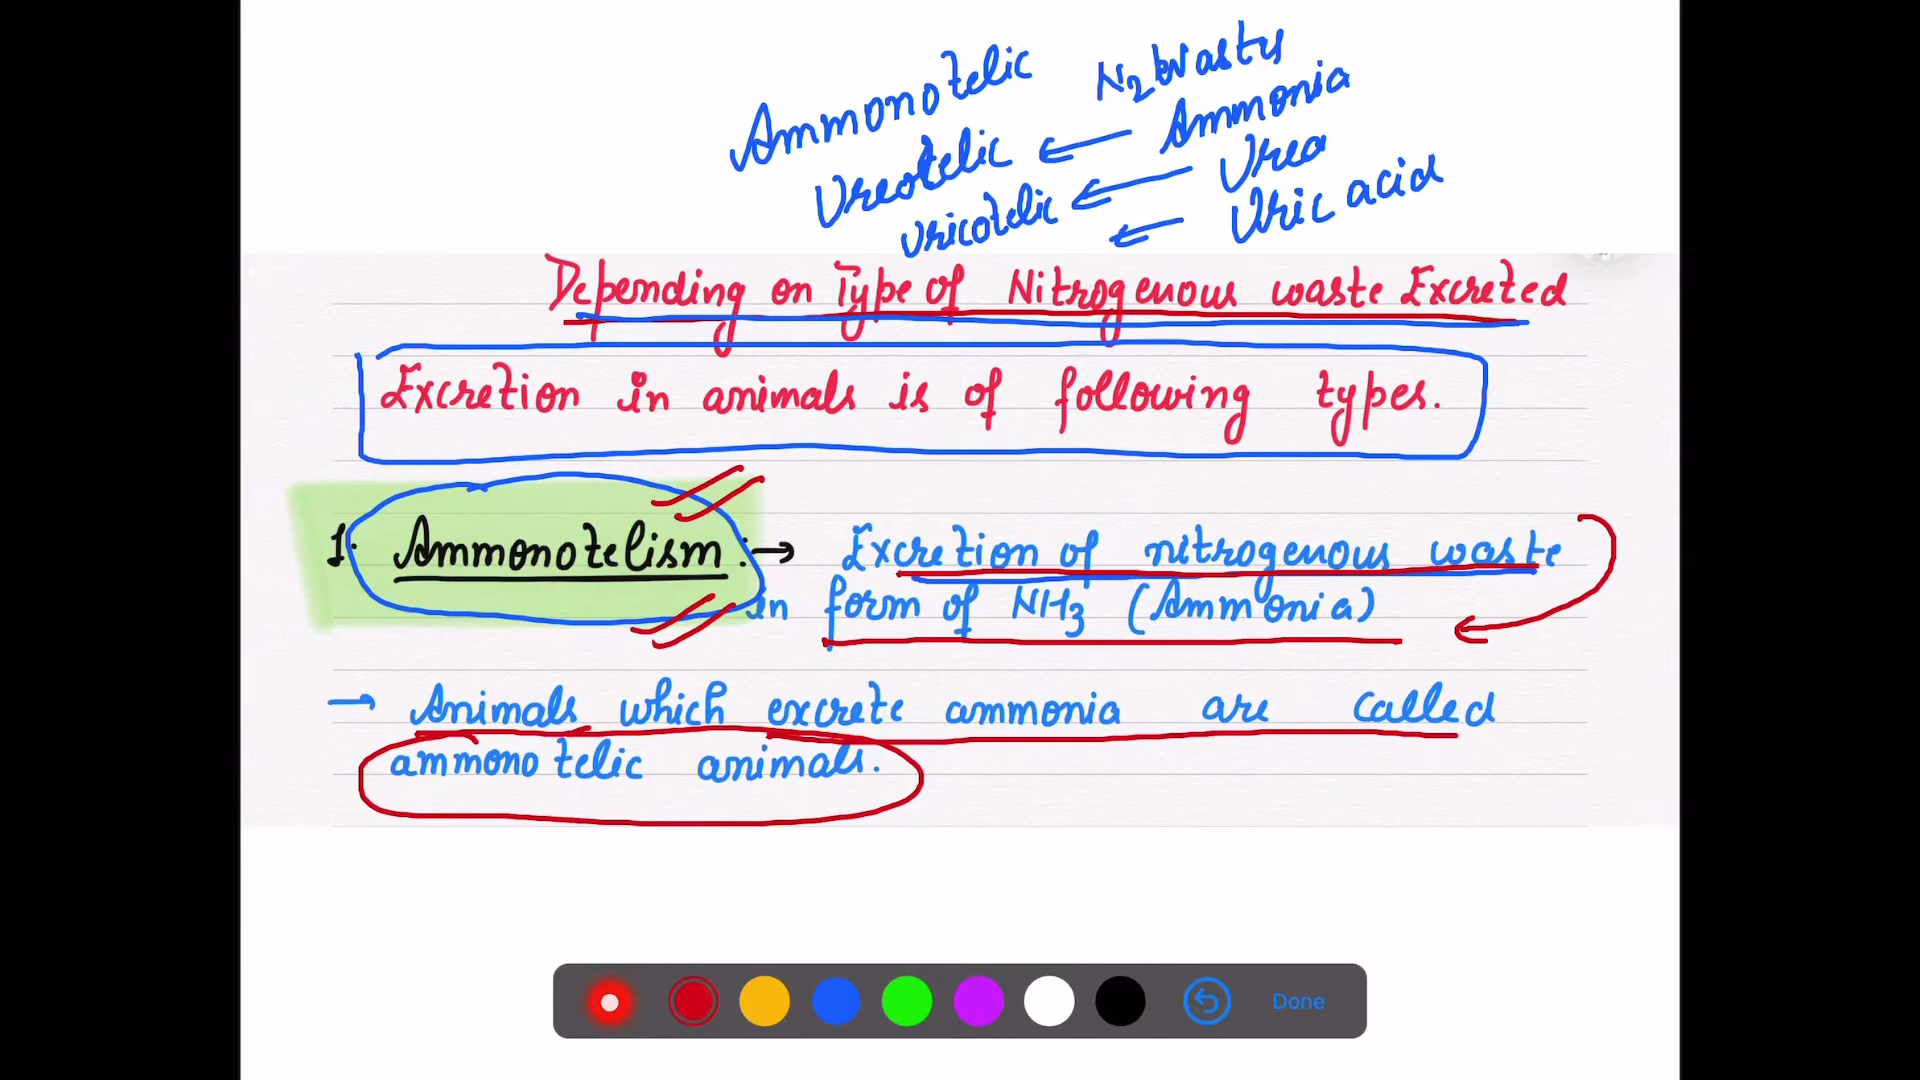 Ammonotelic N2 Wastes
Ureotelic ← Ammonia
Uricotelic ← Urea
← Uric acid
Depending on Type of Nitrogenous waste Excreted
Excretion in animals is of following types.
1. Ammonotelism :→ Excretion of nitrogenous waste
in form of NH3 (Ammonia)
→ Animals which excrete ammonia are called
ammonotelic animals.
Done